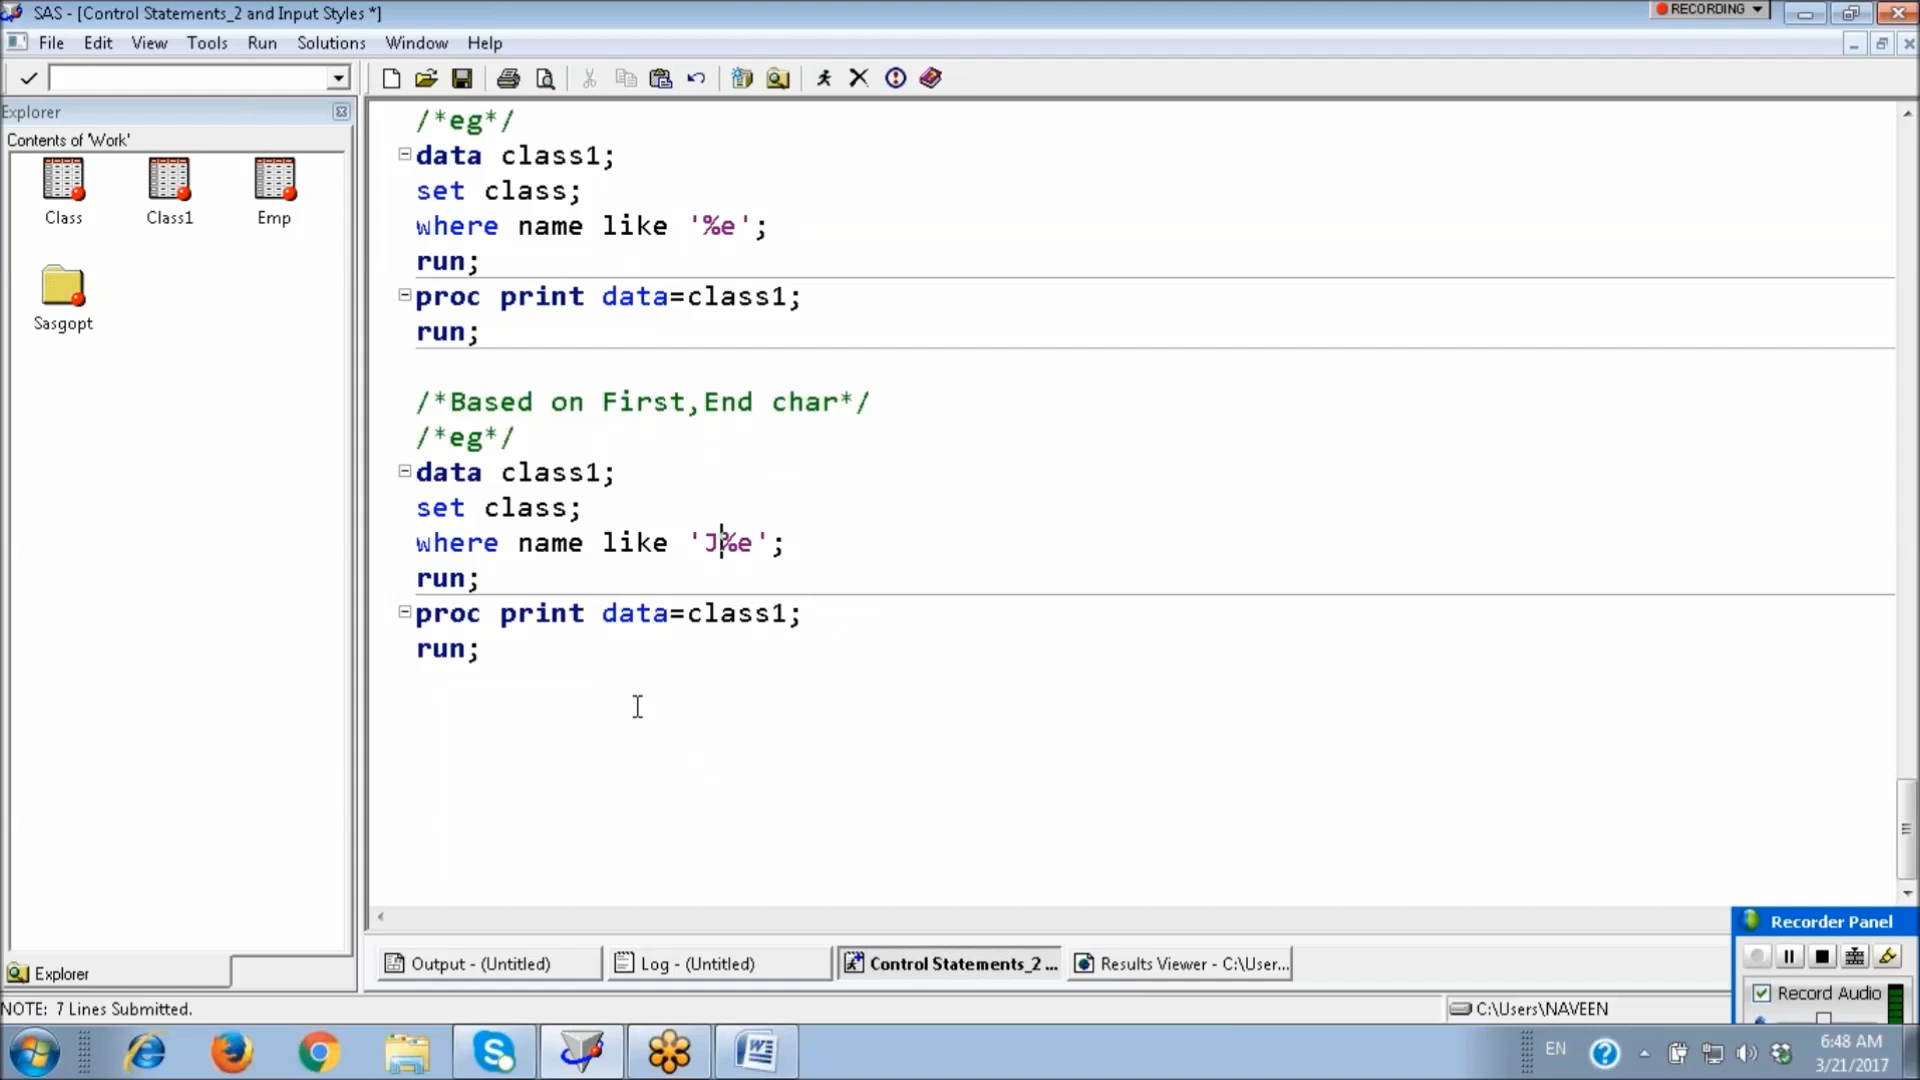 SAS - [Control Statements_2 and Input Styles *]
RECORDING
File Edit View Tools Run Solutions Window Help
Explorer
Contents of 'Work'
Class Class1 Emp
Sasgopt
/*eg*/
data class1;
set class;
where name like '%e';
run;
proc print data=class1;
run;
/*Based on First,End char*/
/*eg*/
data class1;
set class;
where name like 'J%e';
run;
proc print data=class1;
run;
Recorder Panel
Record Audio
Explorer
Output - (Untitled) Log - (Untitled) Control Statements_2 ... Results Viewer - C:\User...
NOTE: 7 Lines Submitted.
C:\Users\NAVEEN
EN
6:48 AM
3/21/2017